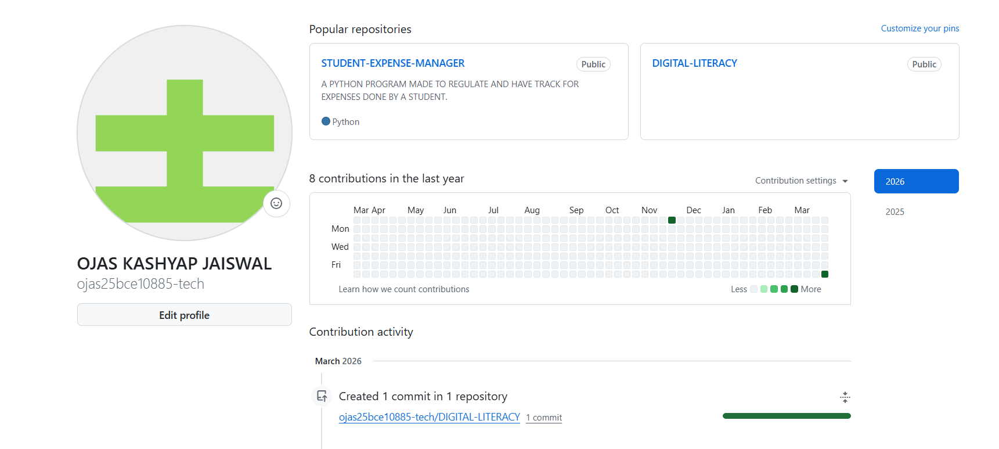 OJAS KASHYAP JAISWAL
ojas25bce10885-tech
Edit profile
Popular repositories
Customize your pins
STUDENT-EXPENSE-MANAGER
Public
A PYTHON PROGRAM MADE TO REGULATE AND HAVE TRACK FOR
EXPENSES DONE BY A STUDENT.
Python
DIGITAL-LITERACY
Public
8 contributions in the last year
Contribution settings
2026
2025
Mar Apr May Jun Jul Aug Sep Oct Nov Dec Jan Feb Mar
Mon
Wed
Fri
Learn how we count contributions
Less More
Contribution activity
March 2026
Created 1 commit in 1 repository
ojas25bce10885-tech/DIGITAL-LITERACY 1 commit